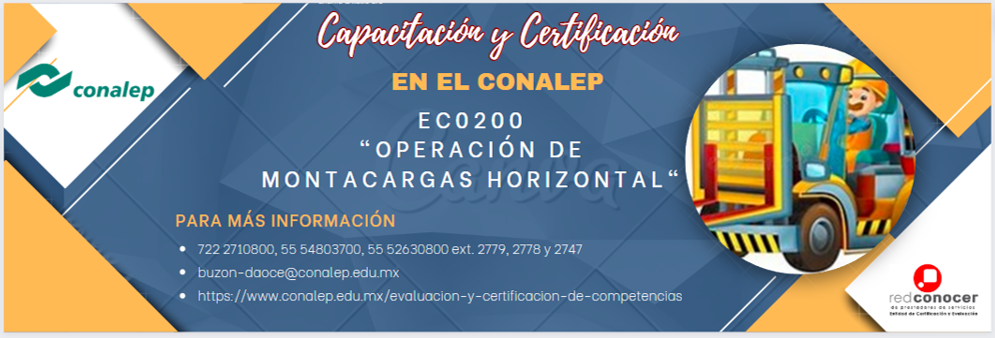 Capacitación y Certificación
EN EL CONALEP
conalep
EC0200
“OPERACIÓN DE
MONTACARGAS HORIZONTAL“
Canva
PARA MÁS INFORMACIÓN
• 722 2710800, 55 54803700, 55 52630800 ext. 2779, 2778 y 2747
• buzon-daoce@conalep.edu.mx
• https://www.conalep.edu.mx/evaluacion-y-certificacion-de-competencias
redconocer
de prestadores de servicios
Entidad de Certificación y Evaluación